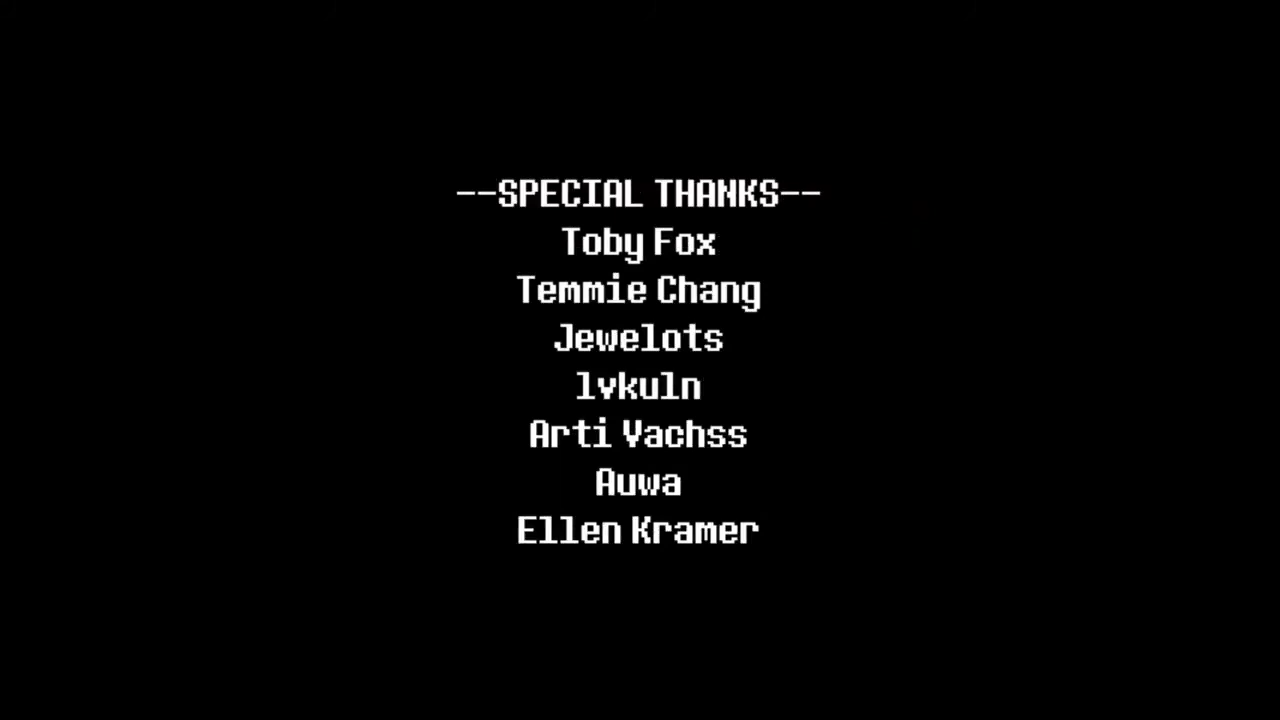 --SPECIAL THANKS--
Toby Fox
Temmie Chang
Jewelots
lvkuln
Arti Vachss
Auwa
Ellen Kramer